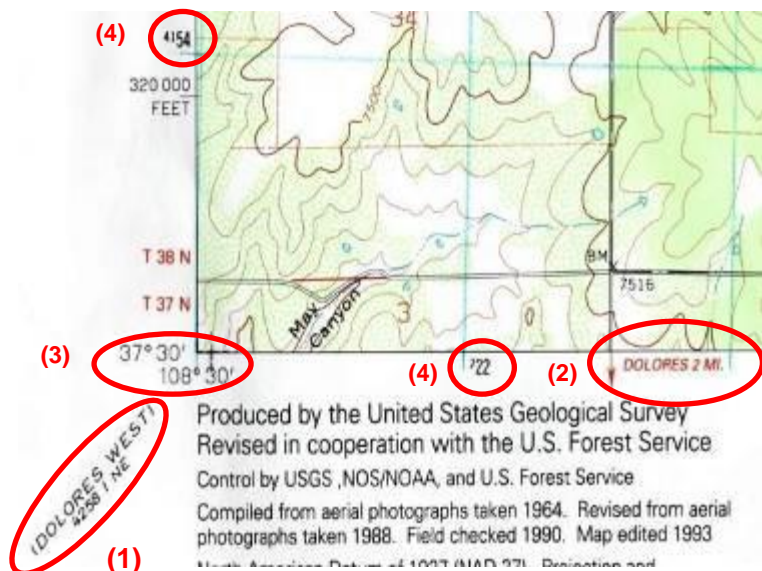 (4)
4154
34
320 000
FEET
7500
T 38 N
BM
7516
T 37 N
Max
Canyon
3
(3)
37° 30'
108° 30'
(4)
722
(2)
DOLORES 2 MI.
(DOLORES WEST)
4258 I NE
(1)
Produced by the United States Geological Survey
Revised in cooperation with the U.S. Forest Service
Control by USGS ,NOS/NOAA, and U.S. Forest Service
Compiled from aerial photographs taken 1964. Revised from aerial
photographs taken 1988. Field checked 1990. Map edited 1993
North American Datum of 1927 (NAD 27). Projection and